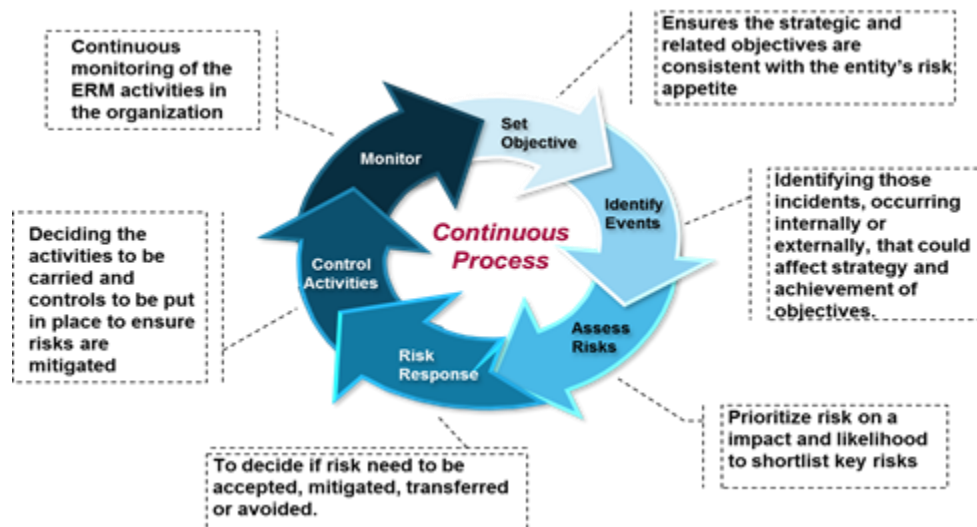 Ensures the strategic and
related objectives are
consistent with the entity's risk
appetite
Continuous
monitoring of the
ERM activities in
the organization
Set
Objective
Monitor
Identify
Events
Identifying those
incidents, occurring
internally or
externally, that could
affect strategy and
achievement of
objectives.
Continuous
Process
Deciding the
activities to be
carried and
controls to be put
in place to ensure
risks are
mitigated
Control
Activities
Assess
Risks
Risk
Response
Prioritize risk on a
impact and likelihood
to shortlist key risks
To decide if risk need to be
accepted, mitigated, transferred
or avoided.